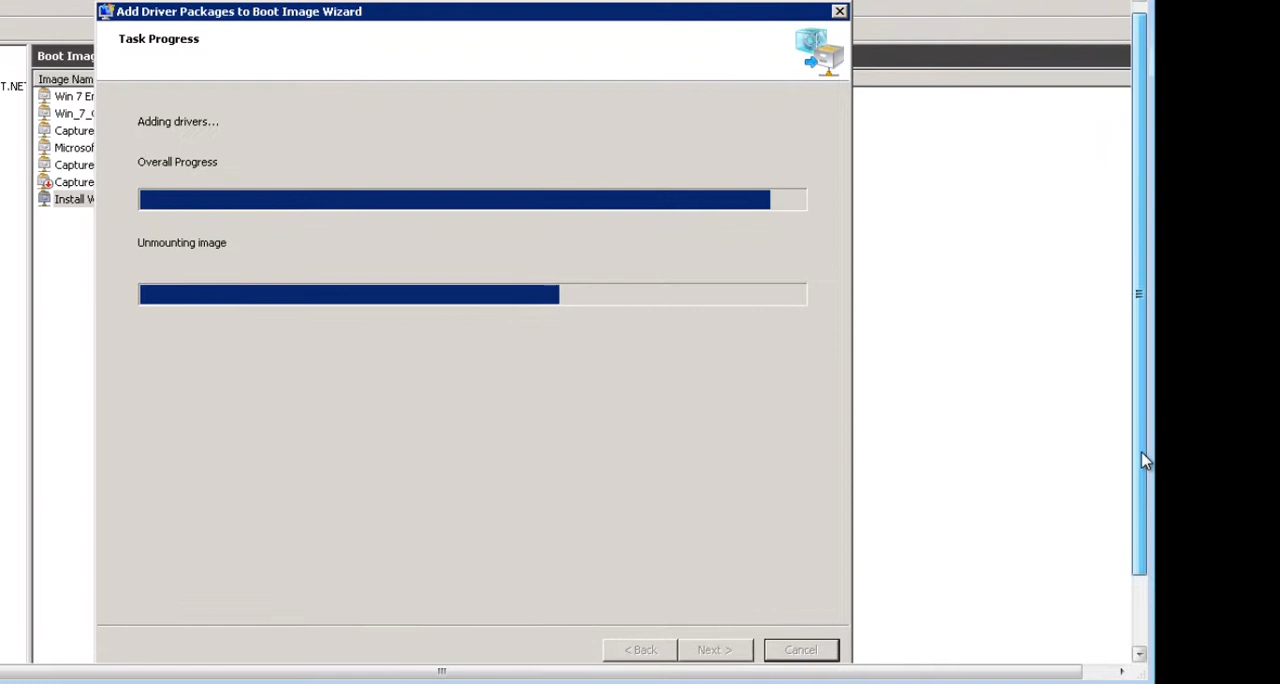 Add Driver Packages to Boot Image Wizard
Task Progress
Boot Imag
T.NE
Image Nam
Win 7 E
Win_7_
Capture
Microsof
Capture
Capture
Install W
Adding drivers...
Overall Progress
Unmounting image
< Back
Next >
Cancel